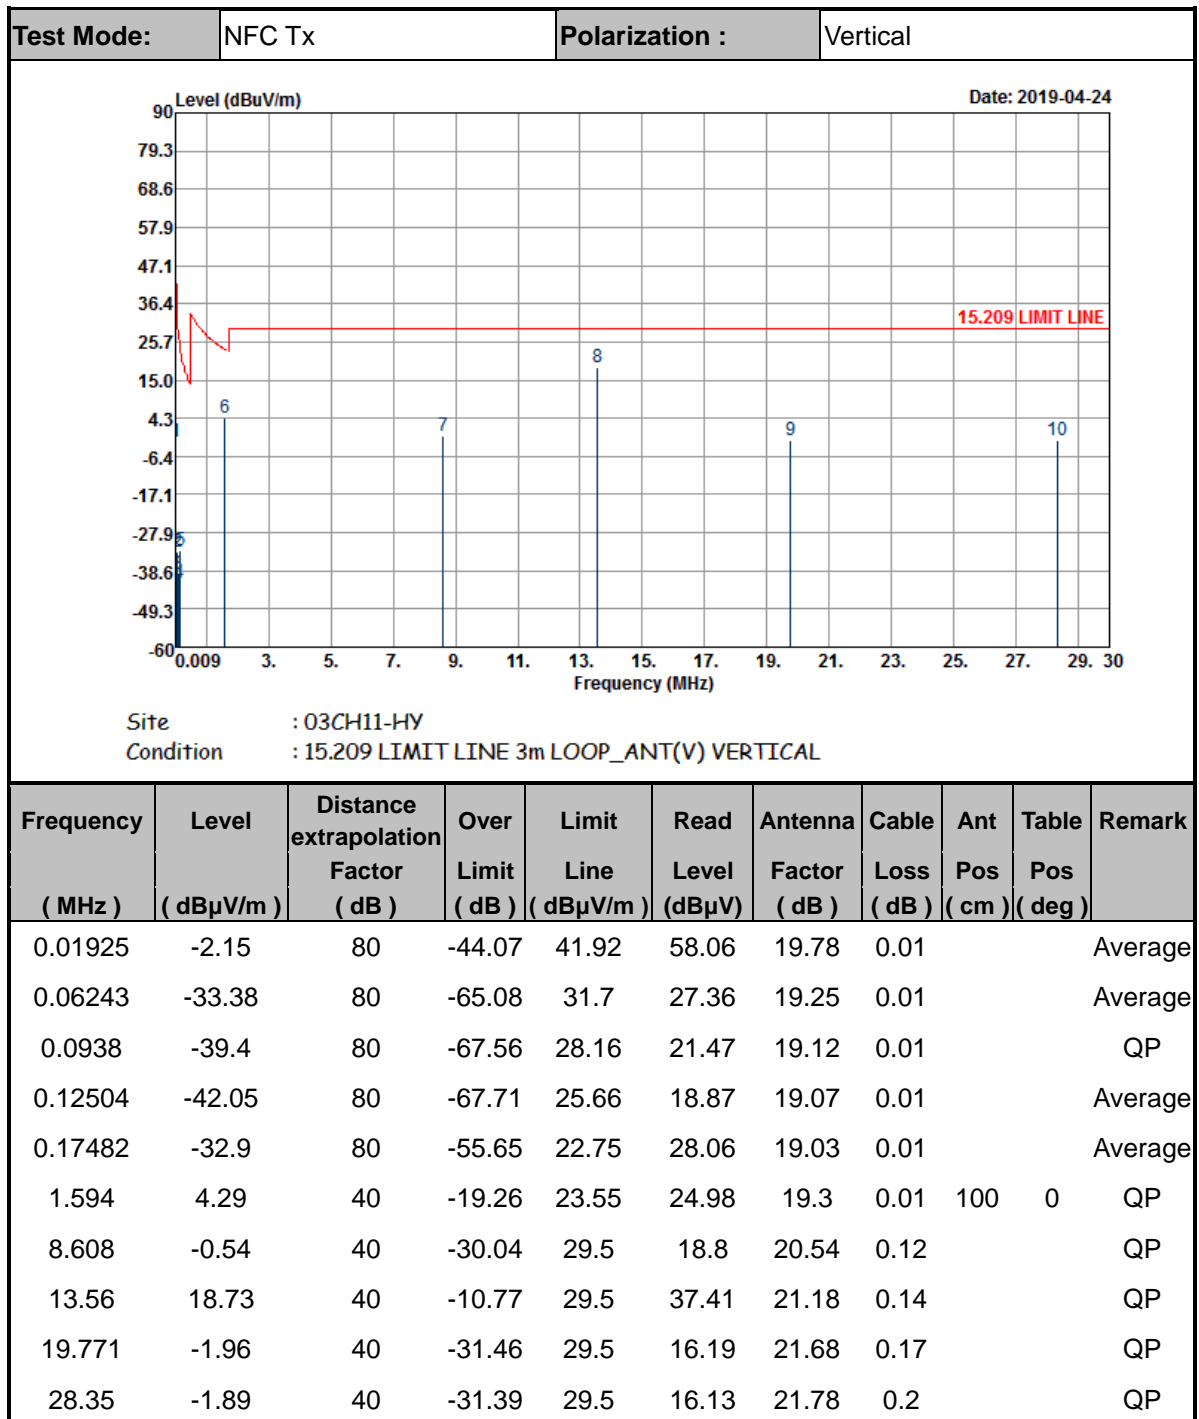 Test Mode: NFC Tx Polarization : Vertical
Level (dBuV/m) Date: 2019-04-24
90
79.3
68.6
57.9
47.1
36.4
15.209 LIMIT LINE
25.7
8
15.0
6
4.3
7
9
10
-6.4
-17.1
-27.9
5
-38.6
-49.3
-60
0.009 3. 5. 7. 9. 11. 13. 15. 17. 19. 21. 23. 25. 27. 29. 30
Frequency (MHz)
Site : 03CH11-HY
Condition : 15.209 LIMIT LINE 3m LOOP_ANT(V) VERTICAL
Frequency Level Distance extrapolation Over Limit Read Antenna Cable Ant Table Remark
Factor Limit Line Level Factor Loss Pos Pos
( MHz ) ( dBµV/m ) ( dB ) ( dB ) ( dBµV/m ) (dBµV) ( dB ) ( dB ) ( cm ) ( deg )
0.01925 -2.15 80 -44.07 41.92 58.06 19.78 0.01 Average
0.06243 -33.38 80 -65.08 31.7 27.36 19.25 0.01 Average
0.0938 -39.4 80 -67.56 28.16 21.47 19.12 0.01 QP
0.12504 -42.05 80 -67.71 25.66 18.87 19.07 0.01 Average
0.17482 -32.9 80 -55.65 22.75 28.06 19.03 0.01 Average
1.594 4.29 40 -19.26 23.55 24.98 19.3 0.01 100 0 QP
8.608 -0.54 40 -30.04 29.5 18.8 20.54 0.12 QP
13.56 18.73 40 -10.77 29.5 37.41 21.18 0.14 QP
19.771 -1.96 40 -31.46 29.5 16.19 21.68 0.17 QP
28.35 -1.89 40 -31.39 29.5 16.13 21.78 0.2 QP